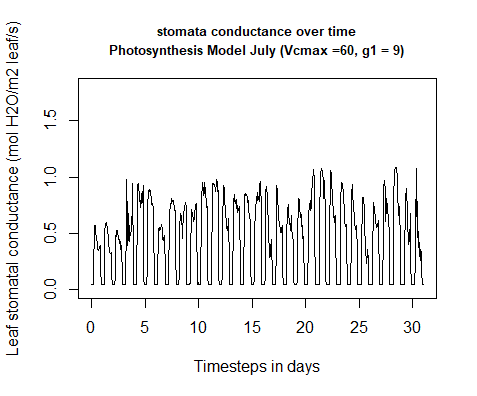 stomata conductance over time
Photosynthesis Model July (Vcmax =60, g1 = 9)
Leaf stomatal conductance (mol H2O/m2 leaf/s)
1.5
1.0
0.5
0.0
0 5 10 15 20 25 30
Timesteps in days